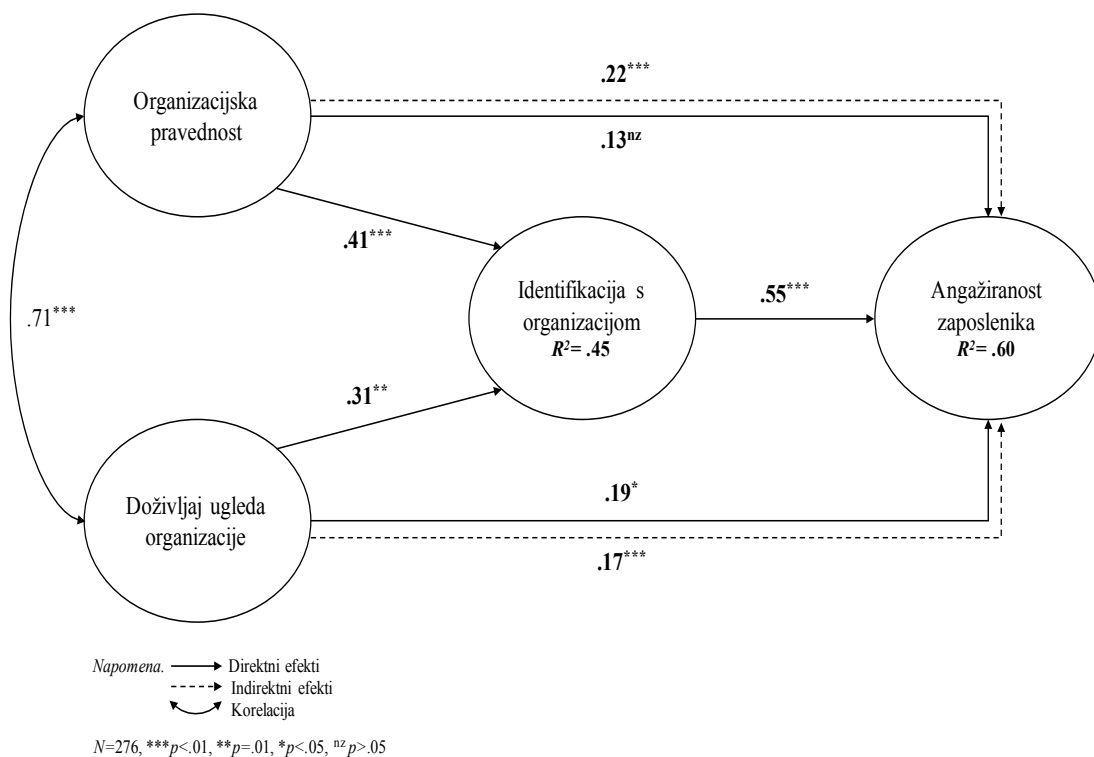 .22***
Organizacijska
pravednost
.13nz
.41***
.71***
Identifikacija s
organizacijom
R²= .45
.55***
Angažiranost
zaposlenika
R²= .60
.31**
Doživljaj ugleda
organizacije
.19*
.17***
Napomena. Direktni efekti
Indirektni efekti
Korelacija
N=276, ***p<.01, **p=.01, *p<.05, nz p>.05